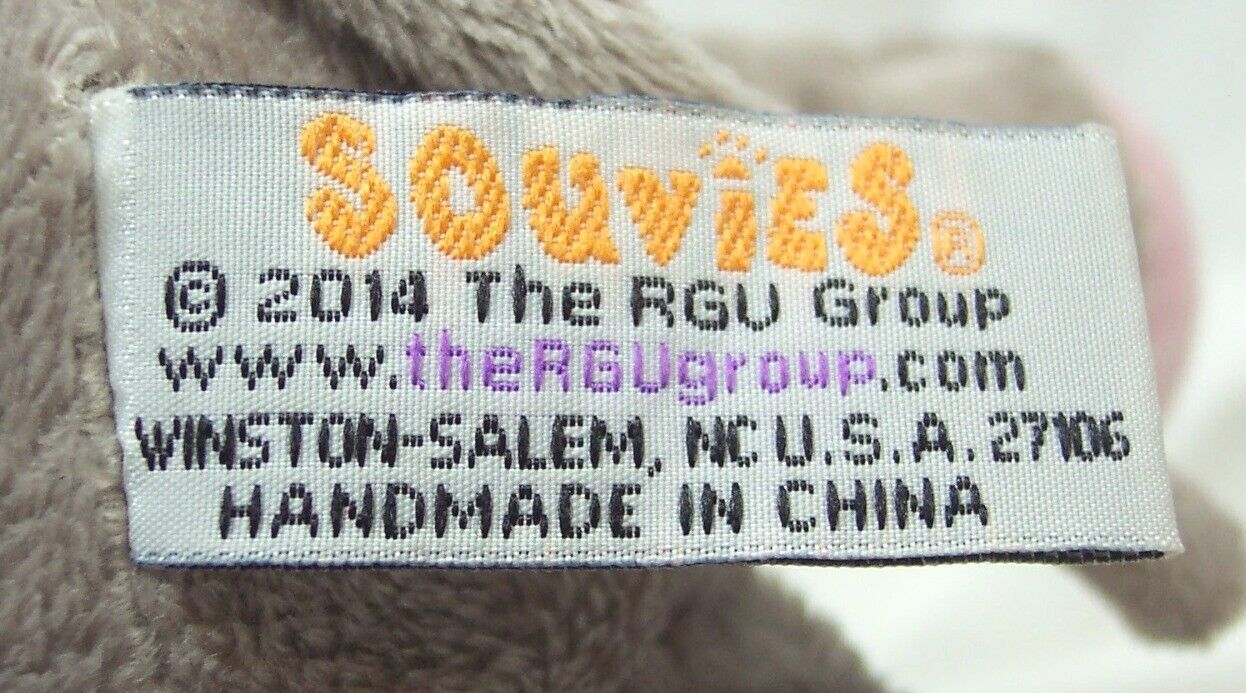 SOUVIES®
© 2014 The RGU Group
www.theRGUgroup.com
WINSTON-SALEM, NC U.S.A. 27106
HANDMADE IN CHINA